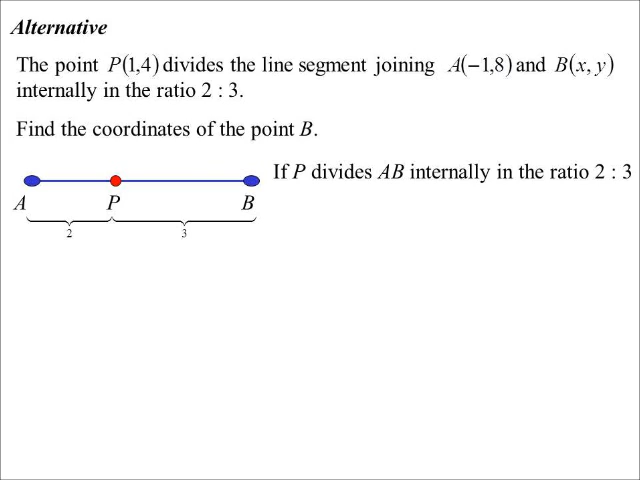 Alternative
The point P(1,4) divides the line segment joining A(−1,8) and B(x, y)
internally in the ratio 2 : 3.
Find the coordinates of the point B.
If P divides AB internally in the ratio 2 : 3
A P B
2 3